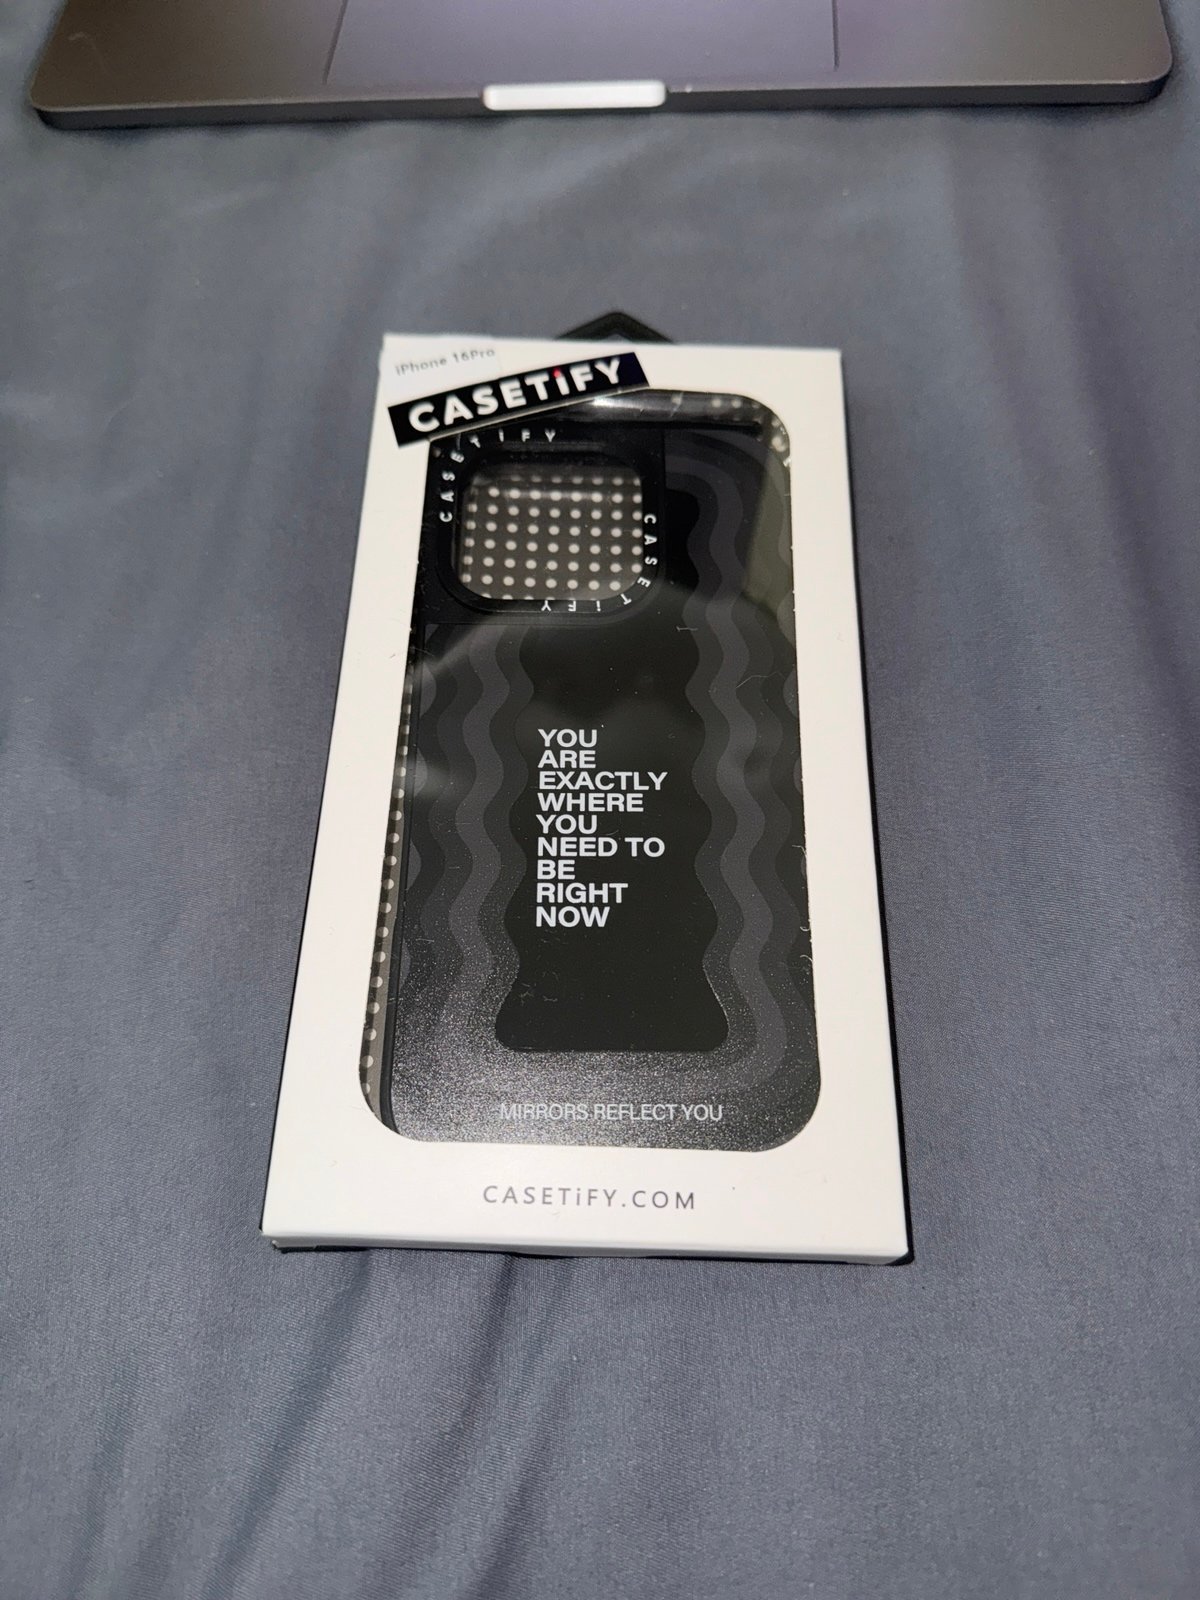 iPhone 16Pro
CASETiFY
CASETiFY
CASETiFY
YOU
ARE
EXACTLY
WHERE
YOU
NEED TO
BE
RIGHT
NOW
MIRRORS REFLECT YOU
CASETiFY.COM